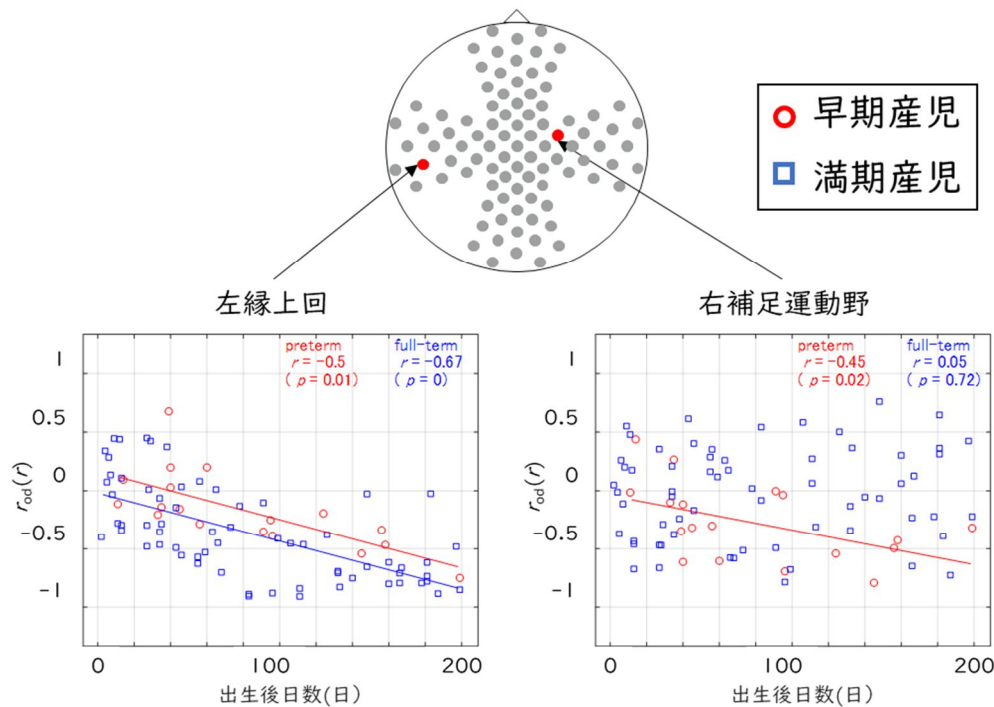 早期産児
満期産児
左縁上回
右補足運動野
preterm
r = -0.5
( p = 0.01)
full-term
r = -0.67
( p = 0)
1
0.5
0
-0.5
-1
rod(r)
0
100
200
出生後日数(日)
preterm
r = -0.45
( p = 0.02)
full-term
r = 0.05
( p = 0.72)
1
0.5
0
-0.5
-1
rod(r)
0
100
200
出生後日数(日)